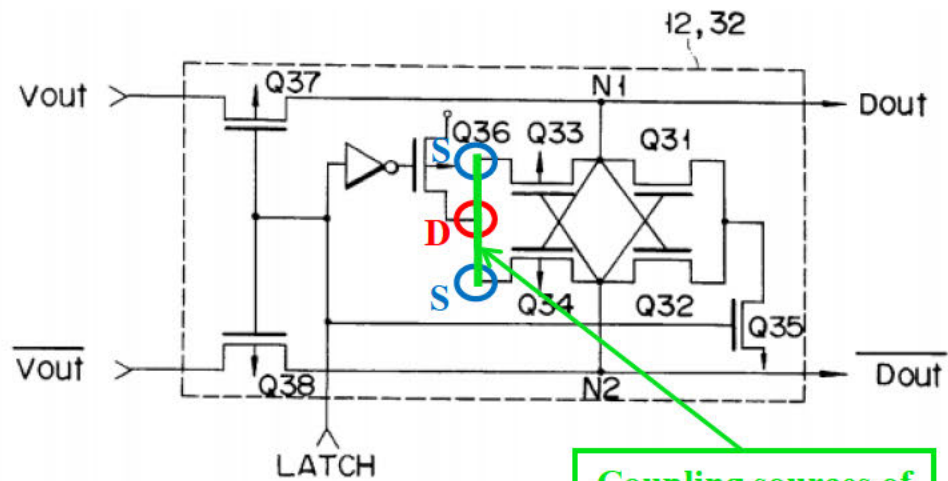 12, 32
Vout
Q37
N1
Dout
Q36
Q33
Q31
S
D
S
Q34
Q32
Q35
Vout
Q38
N2
Dout
LATCH
Coupling sources of